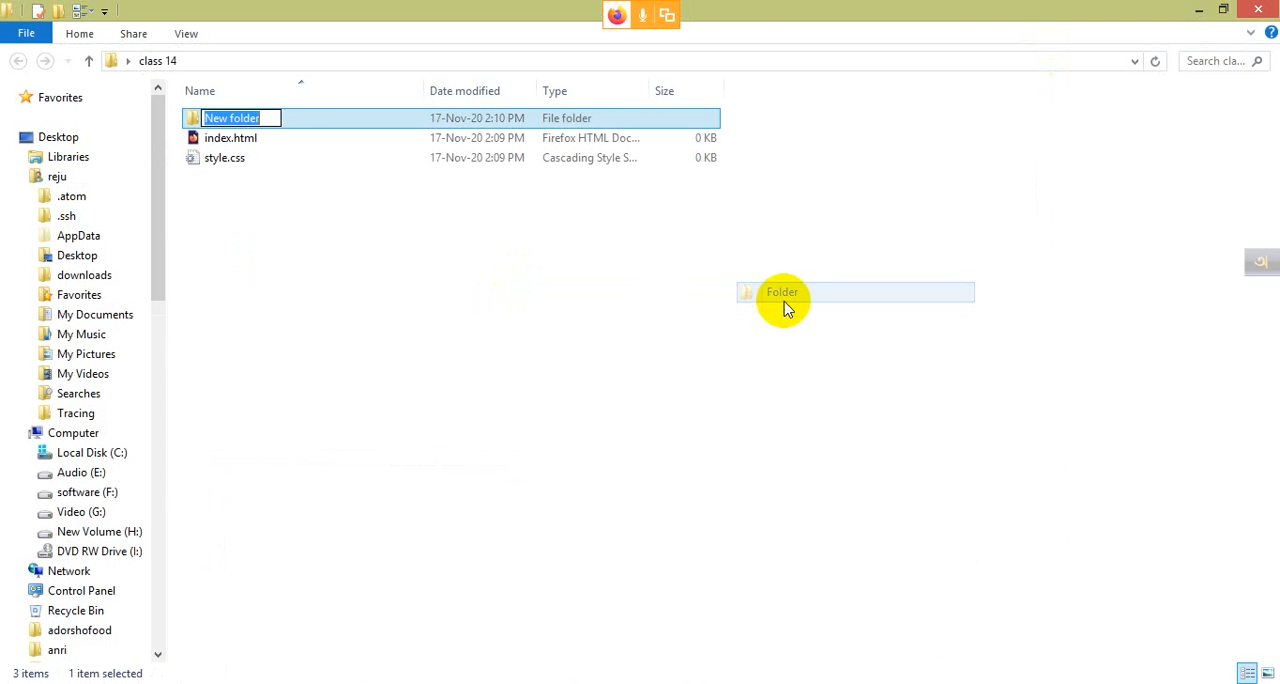 File Home Share View
class 14 Search cla...
Name Date modified Type Size
New folder 17-Nov-20 2:10 PM File folder
index.html 17-Nov-20 2:09 PM Firefox HTML Doc... 0 KB
style.css 17-Nov-20 2:09 PM Cascading Style S... 0 KB
Favorites
Desktop
Libraries
reju
.atom
.ssh
AppData
Desktop
downloads
Favorites
My Documents
My Music
My Pictures
My Videos
Searches
Tracing
Computer
Local Disk (C:)
Audio (E:)
software (F:)
Video (G:)
New Volume (H:)
DVD RW Drive (I:)
Network
Control Panel
Recycle Bin
adorshofood
anri
Folder
অ
3 items 1 item selected